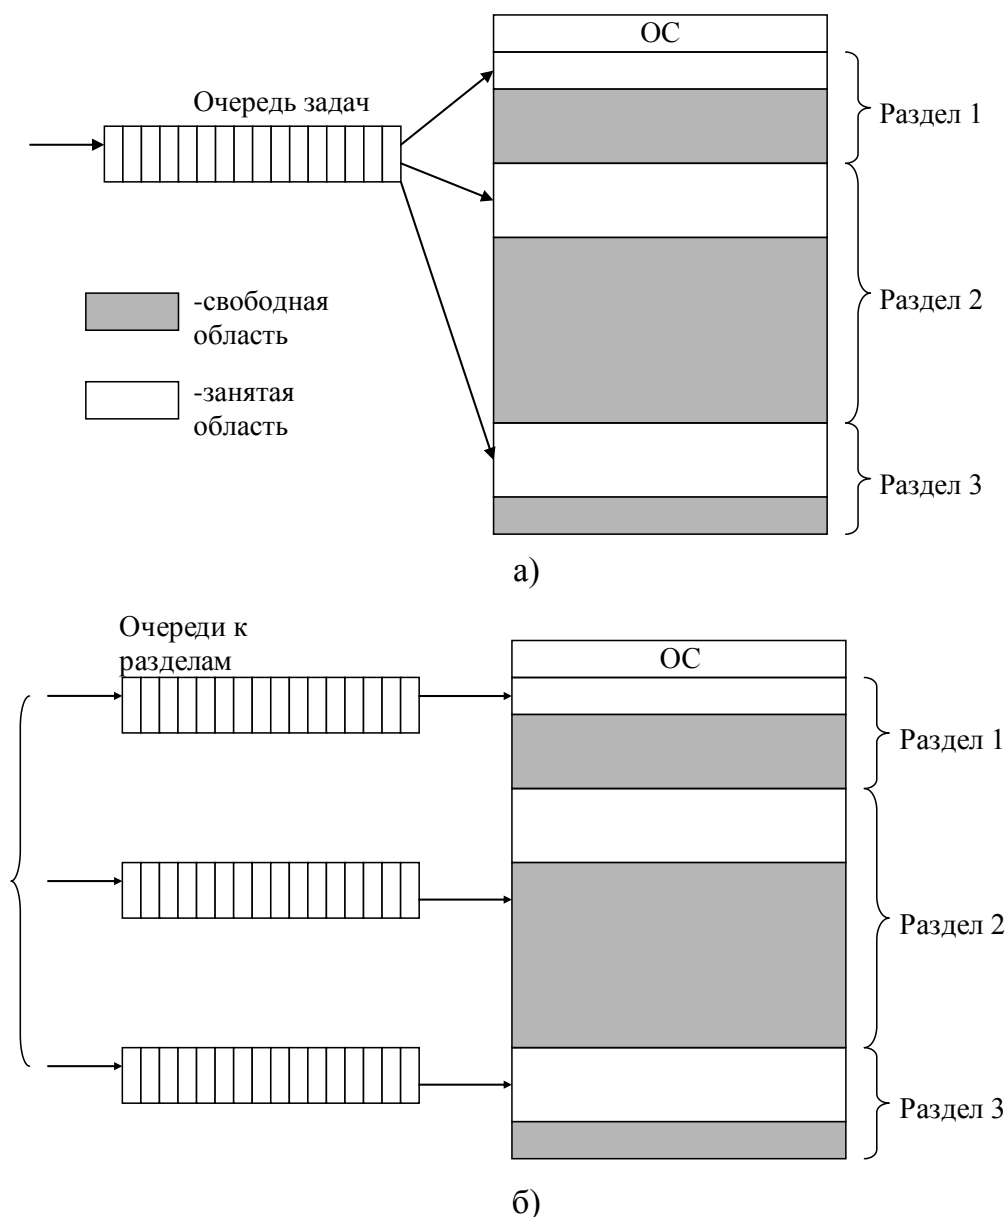 ОС
Очередь задач
Раздел 1
-свободная
область
Раздел 2
-занятая
область
Раздел 3
а)
Очереди к
разделам
ОС
Раздел 1
Раздел 2
Раздел 3
б)